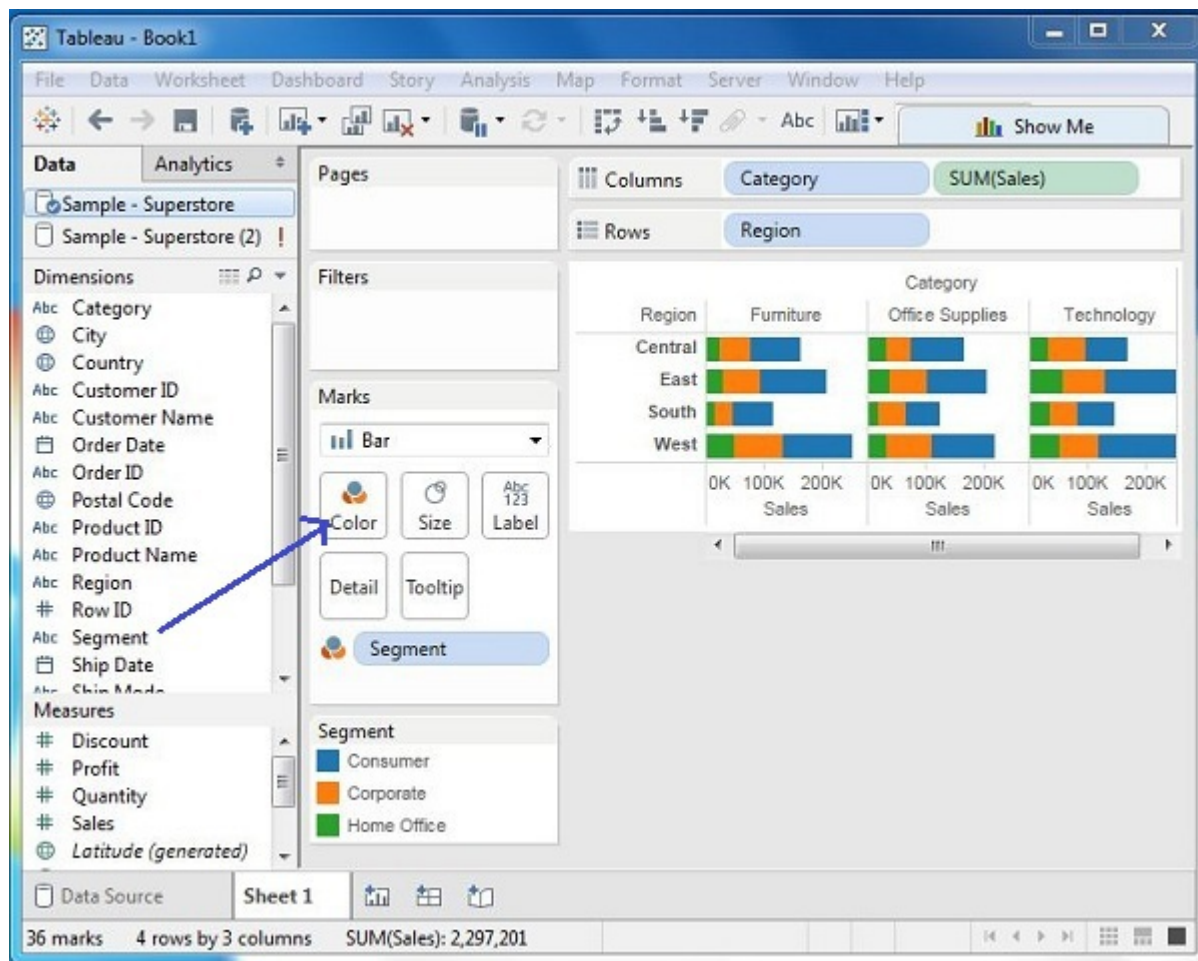 Tableau - Book1
File Data Worksheet Dashboard Story Analysis Map Format Server Window Help
Abc Show Me
Data Analytics
Sample - Superstore
Sample - Superstore (2) !
Dimensions
Abc Category
City
Country
Abc Customer ID
Abc Customer Name
Order Date
Abc Order ID
Postal Code
Abc Product ID
Abc Product Name
Abc Region
# Row ID
Abc Segment
Ship Date
Abc Ship Mode
Measures
# Discount
# Profit
# Quantity
# Sales
Latitude (generated)
Pages
Filters
Marks
Bar
Abc
123
Color Size Label
Detail Tooltip
Segment
Segment
Consumer
Corporate
Home Office
Columns Category SUM(Sales)
Rows Region
Category
Region Furniture Office Supplies Technology
Central
East
South
West
0K 100K 200K 0K 100K 200K 0K 100K 200K
Sales Sales Sales
Data Source Sheet 1
36 marks 4 rows by 3 columns SUM(Sales): 2,297,201